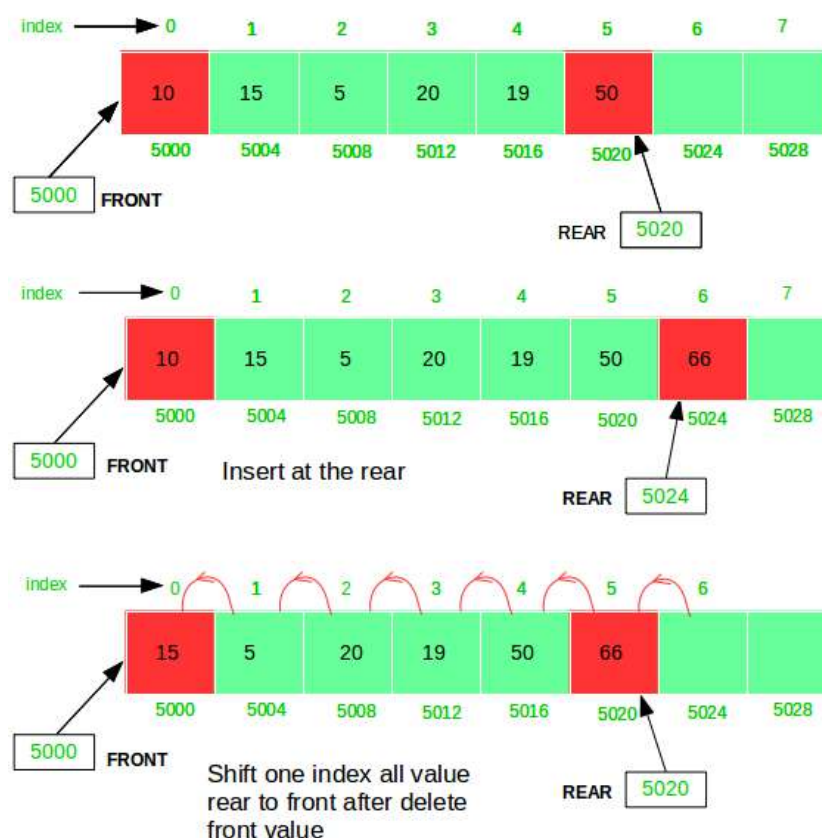 index 0 1 2 3 4 5 6 7
10 15 5 20 19 50
5000 5004 5008 5012 5016 5020 5024 5028
5000 FRONT
REAR 5020
index 0 1 2 3 4 5 6 7
10 15 5 20 19 50 66
5000 5004 5008 5012 5016 5020 5024 5028
5000 FRONT Insert at the rear
REAR 5024
index 0 1 2 3 4 5 6
15 5 20 19 50 66
5000 5004 5008 5012 5016 5020 5024 5028
5000 FRONT
Shift one index all value
rear to front after delete
front value
REAR 5020